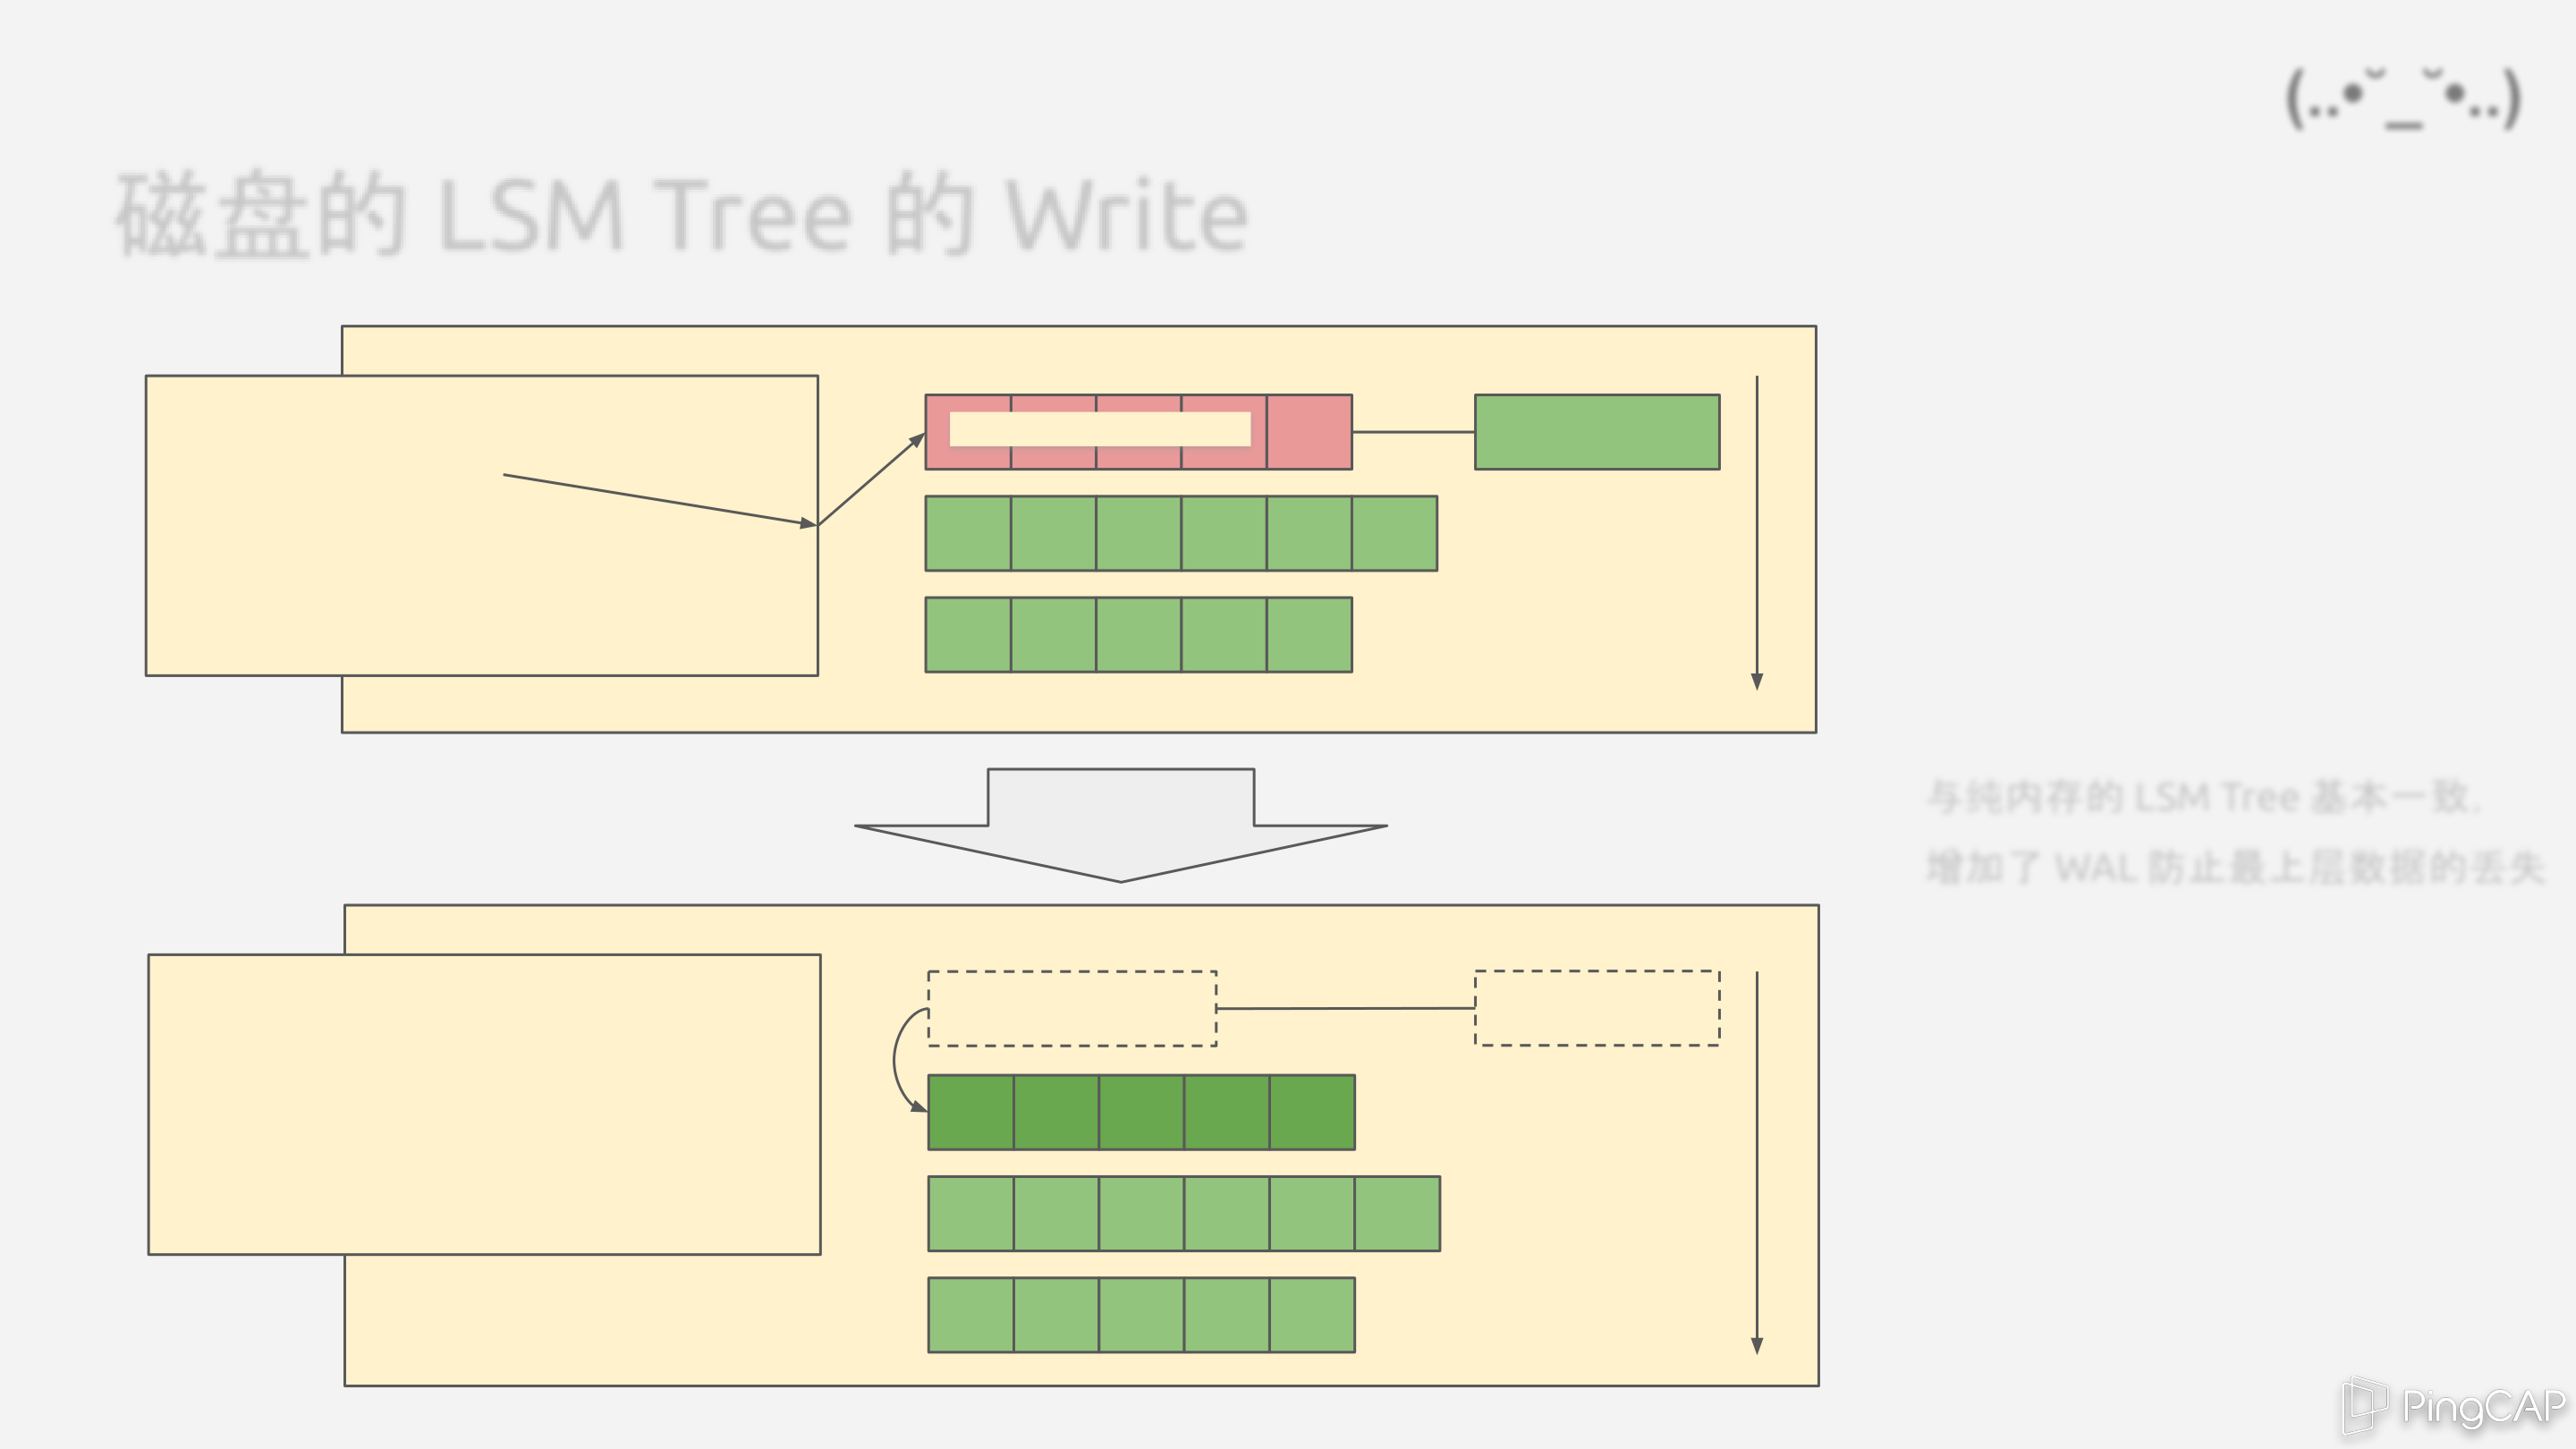 (..•˘_˘•..)
磁盘的 LSM Tree 的 Write
与纯内存的 LSM Tree 基本一致，
增加了 WAL 防止最上层数据的丢失
PingCAP